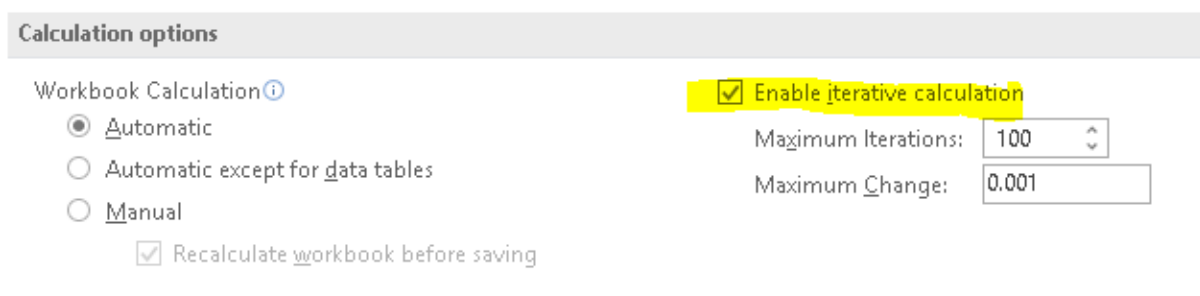 Calculation options
Workbook Calculation
Automatic
Automatic except for data tables
Manual
Recalculate workbook before saving
Enable iterative calculation
Maximum Iterations: 100
Maximum Change: 0.001